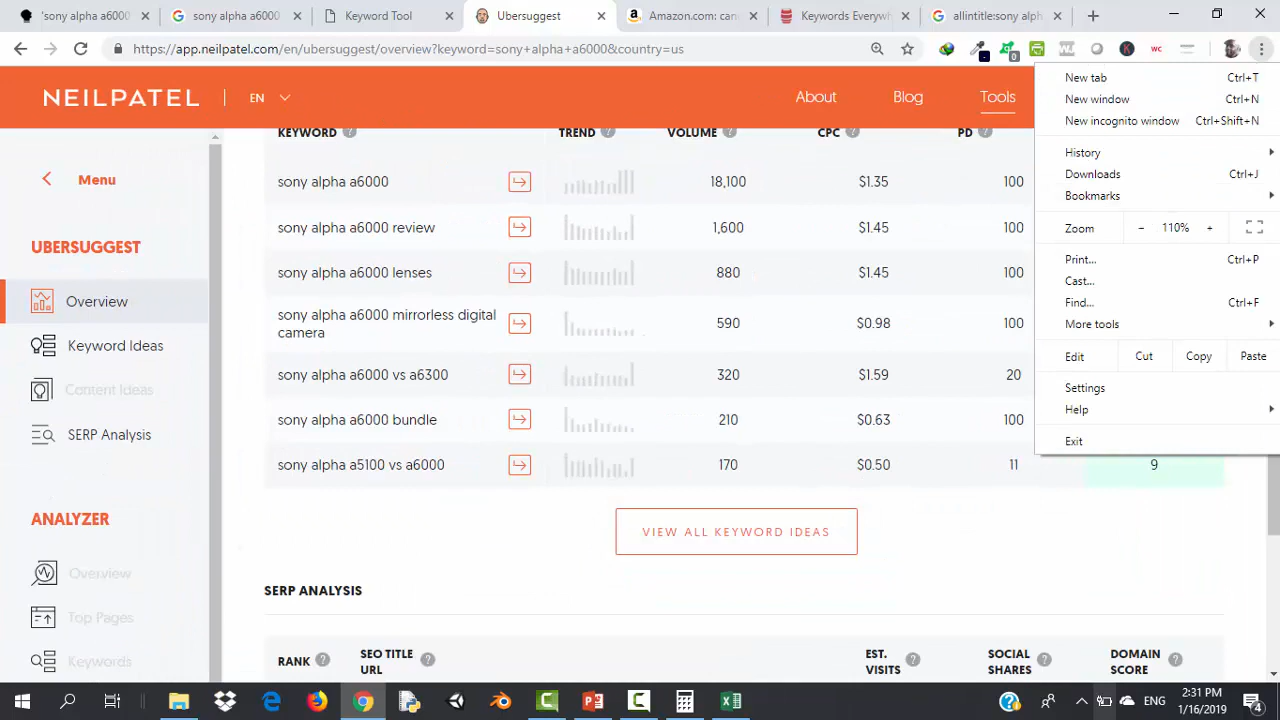 'sony alpha a6000
sony alpha a6000
Keyword Tool
Ubersuggest
Amazon.com: can
Keywords Everywh
allintitle:sony alph
https://app.neilpatel.com/en/ubersuggest/overview?keyword=sony+alpha+a6000&country=us
NEILPATEL
EN
About
Blog
Tools
New tab Ctrl+T
New window Ctrl+N
New incognito window Ctrl+Shift+N
History
Downloads Ctrl+J
Bookmarks
Zoom - 110% +
Print... Ctrl+P
Cast...
Find... Ctrl+F
More tools
Edit Cut Copy Paste
Settings
Help
Exit
Menu
UBERSUGGEST
Overview
Keyword Ideas
Content Ideas
SERP Analysis
ANALYZER
Overview
Top Pages
Keywords
KEYWORD ? TREND ? VOLUME ? CPC ? PD ?
sony alpha a6000 18,100 $1.35 100
sony alpha a6000 review 1,600 $1.45 100
sony alpha a6000 lenses 880 $1.45 100
sony alpha a6000 mirrorless digital
camera 590 $0.98 100
sony alpha a6000 vs a6300 320 $1.59 20
sony alpha a6000 bundle 210 $0.63 100
sony alpha a5100 vs a6000 170 $0.50 11 9
VIEW ALL KEYWORD IDEAS
SERP ANALYSIS
RANK ? SEO TITLE ? EST. ? SOCIAL ? DOMAIN ?
URL VISITS SHARES SCORE
ENG
2:31 PM
1/16/2019
4